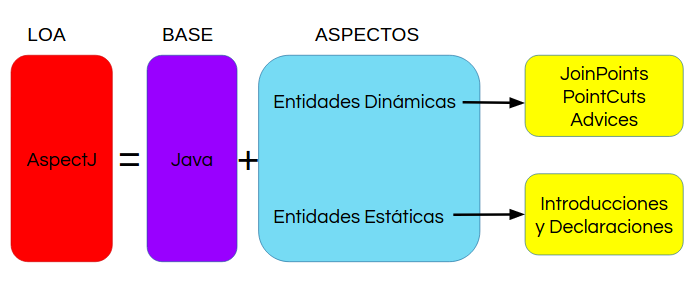 LOA
BASE
ASPECTOS
AspectJ
=
Java
+
Entidades Dinámicas
JoinPoints
PointCuts
Advices
Entidades Estáticas
Introducciones
y Declaraciones